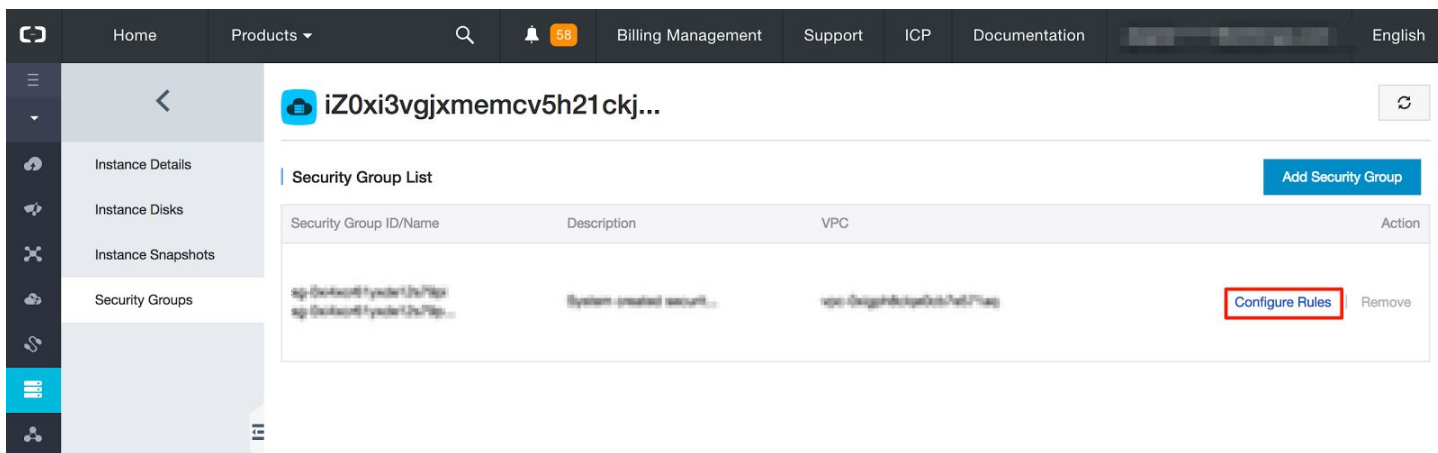 Home Products 58 Billing Management Support ICP Documentation English
iZ0xi3vgjxmemcv5h21ckj...
Instance Details
Instance Disks
Instance Snapshots
Security Groups
Security Group List
Add Security Group
Security Group ID/Name Description VPC Action
Configure Rules Remove